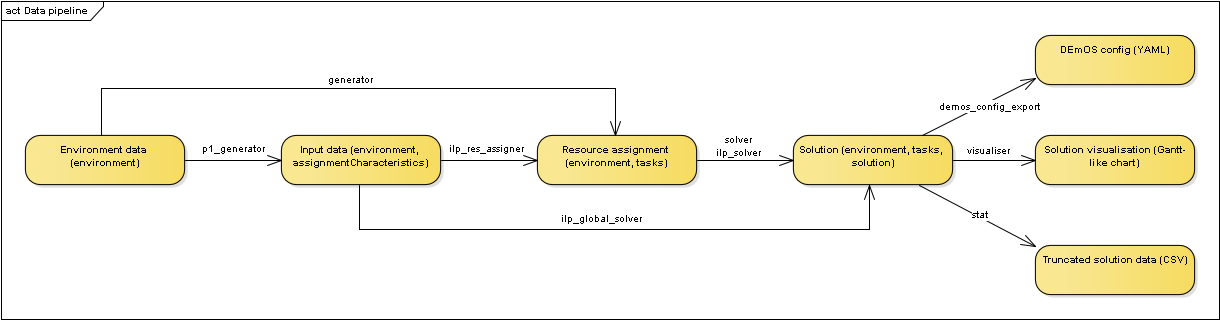 act Data pipeline
DEmOS config (YAML)
generator
demos_config_export
Environment data
(environment)
p1_generator
Input data (environment,
assignmentCharacteristics)
ilp_res_assigner
Resource assignment
(environment, tasks)
solver
ilp_solver
Solution (environment, tasks,
solution)
visualiser
Solution visualisation (Gantt-
like chart)
ilp_global_solver
stat
Truncated solution data (CSV)